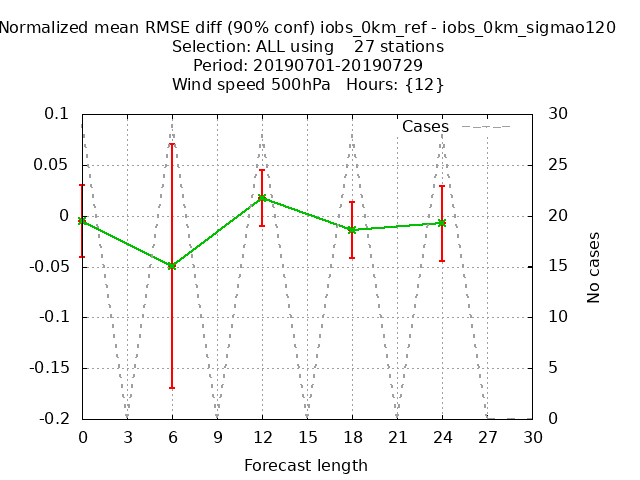 Normalized mean RMSE diff (90% conf) iobs_0km_ref - iobs_0km_sigmao120
Selection: ALL using    27 stations
Period: 20190701-20190729
Wind speed 500hPa   Hours: {12}
Cases
0.1
0.05
0
-0.05
-0.1
-0.15
-0.2
30
25
20
15
10
5
0
No cases
0 3 6 9 12 15 18 21 24 27 30
Forecast length